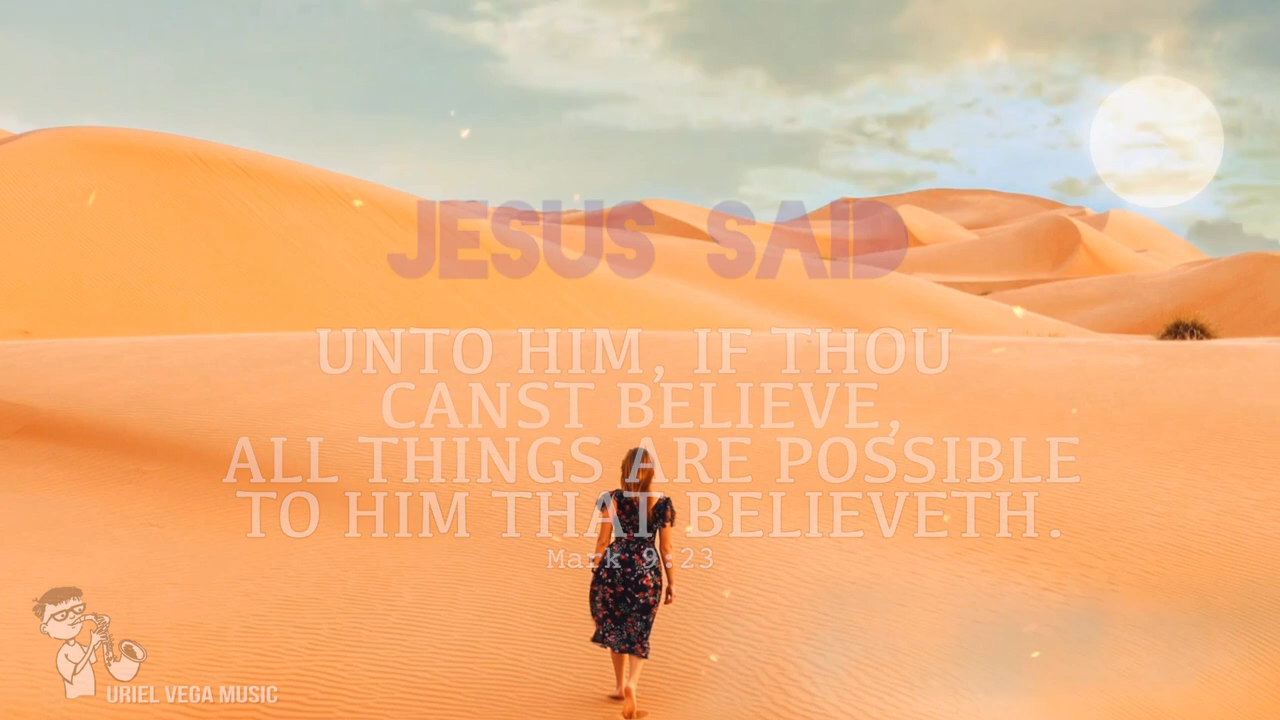 JESUS SAID
UNTO HIM, IF THOU
CANST BELIEVE,
ALL THINGS ARE POSSIBLE
TO HIM THAT BELIEVETH.
Mark 9:23
URIEL VEGA MUSIC